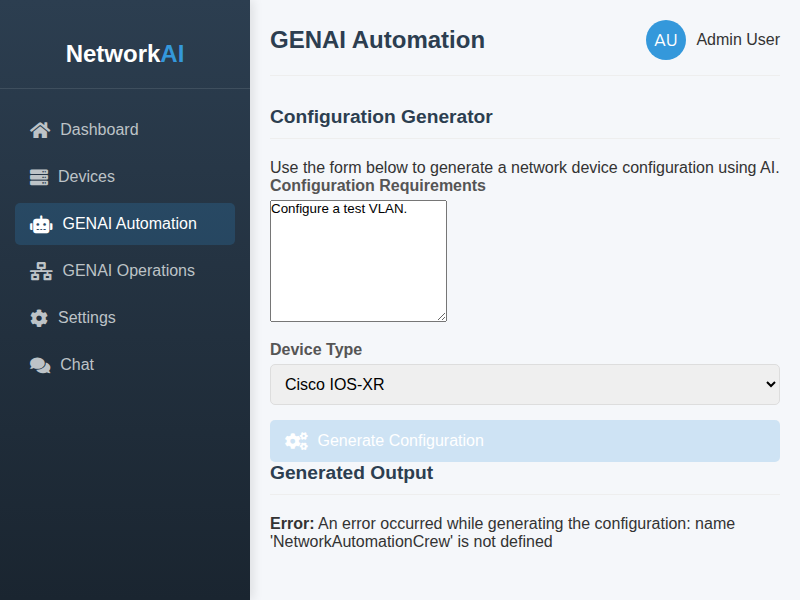 NetworkAI
Dashboard
Devices
GENAI Automation
GENAI Operations
Settings
Chat
GENAI Automation
AU
Admin User
Configuration Generator
Use the form below to generate a network device configuration using AI.
Configuration Requirements
Configure a test VLAN.
Device Type
Cisco IOS-XR
Generate Configuration
Generated Output
Error: An error occurred while generating the configuration: name
'NetworkAutomationCrew' is not defined